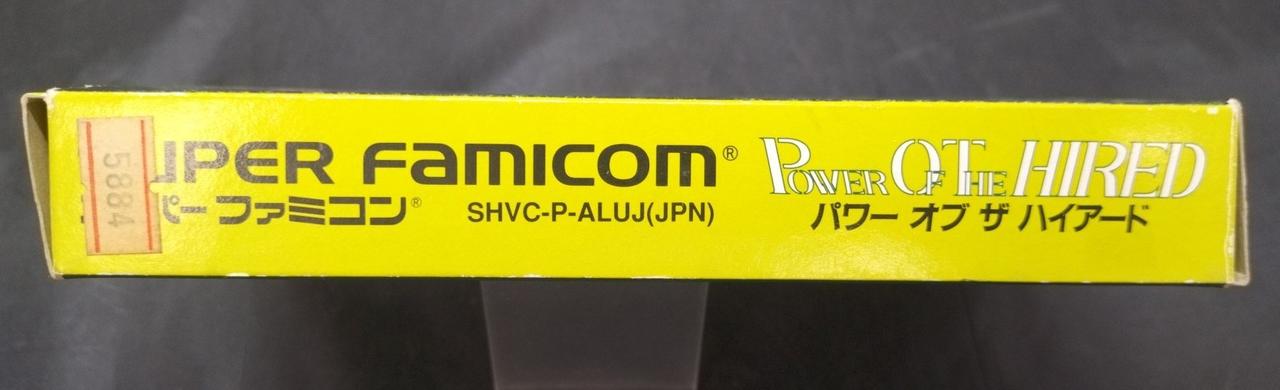 UPER FAMICOM®
パーファミコン®
SHVC-P-ALUJ(JPN)
POWER OF THE HIRED
パワー オブ ザ ハイアード
5884